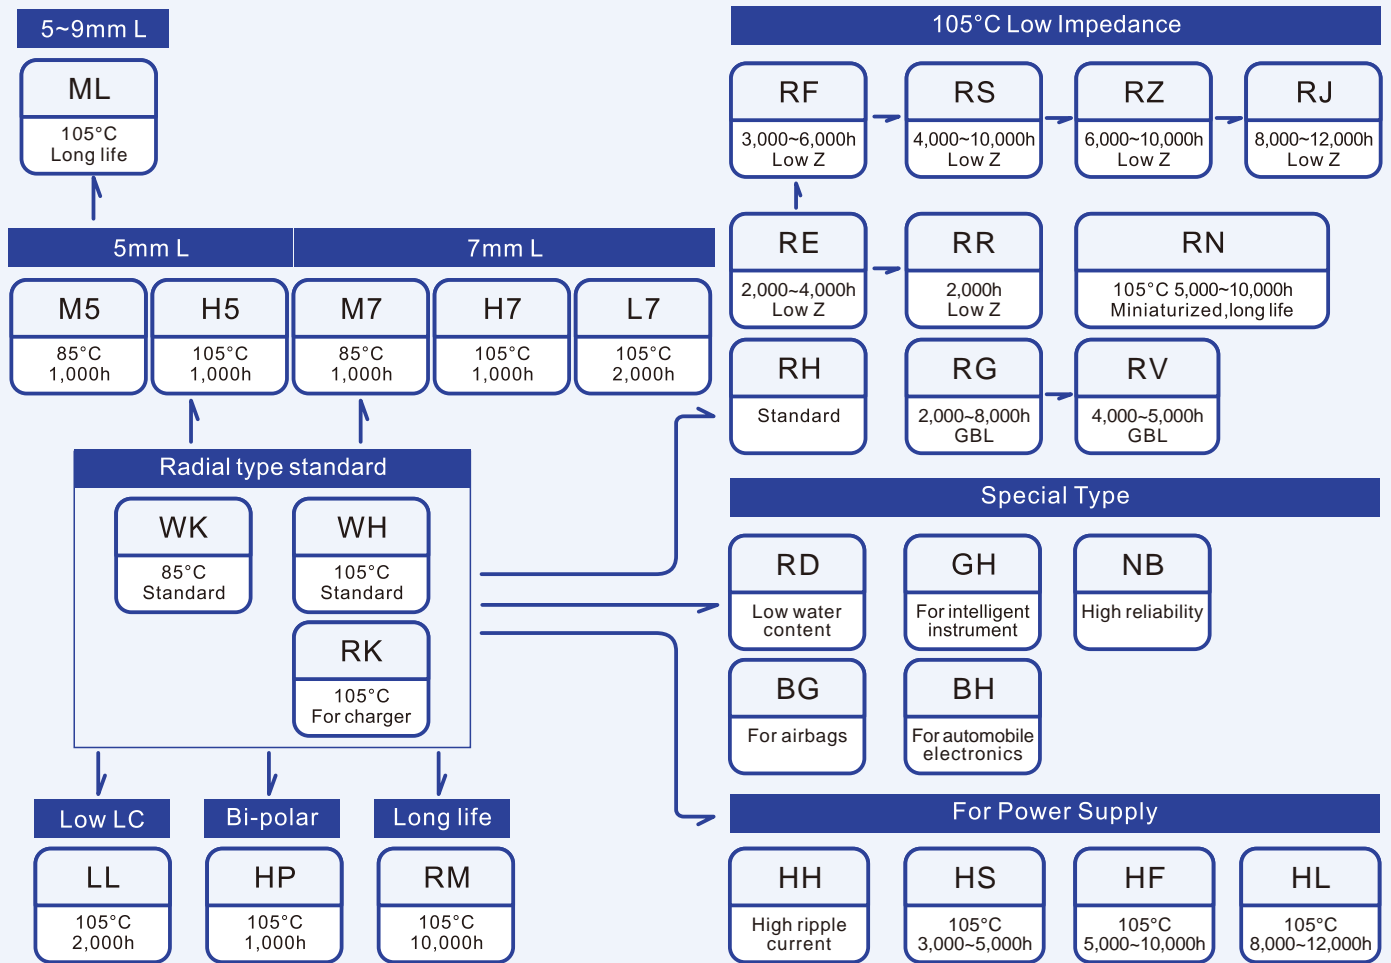 5~9mm L
ML
105°C
Long life
5mm L
7mm L
M5
85°C
1,000h
H5
105°C
1,000h
M7
85°C
1,000h
H7
105°C
1,000h
L7
105°C
2,000h
Radial type standard
WK
85°C
Standard
WH
105°C
Standard
RK
105°C
For charger
Low LC
LL
105°C
2,000h
Bi-polar
HP
105°C
1,000h
Long life
RM
105°C
10,000h
105°C Low Impedance
RF
3,000~6,000h
Low Z
RS
4,000~10,000h
Low Z
RZ
6,000~10,000h
Low Z
RJ
8,000~12,000h
Low Z
RE
2,000~4,000h
Low Z
RR
2,000h
Low Z
RN
105°C 5,000~10,000h
Miniaturized,long life
RH
Standard
RG
2,000~8,000h
GBL
RV
4,000~5,000h
GBL
Special Type
RD
Low water
content
GH
For intelligent
instrument
NB
High reliability
BG
For airbags
BH
For automobile
electronics
For Power Supply
HH
High ripple
current
HS
105°C
3,000~5,000h
HF
105°C
5,000~10,000h
HL
105°C
8,000~12,000h